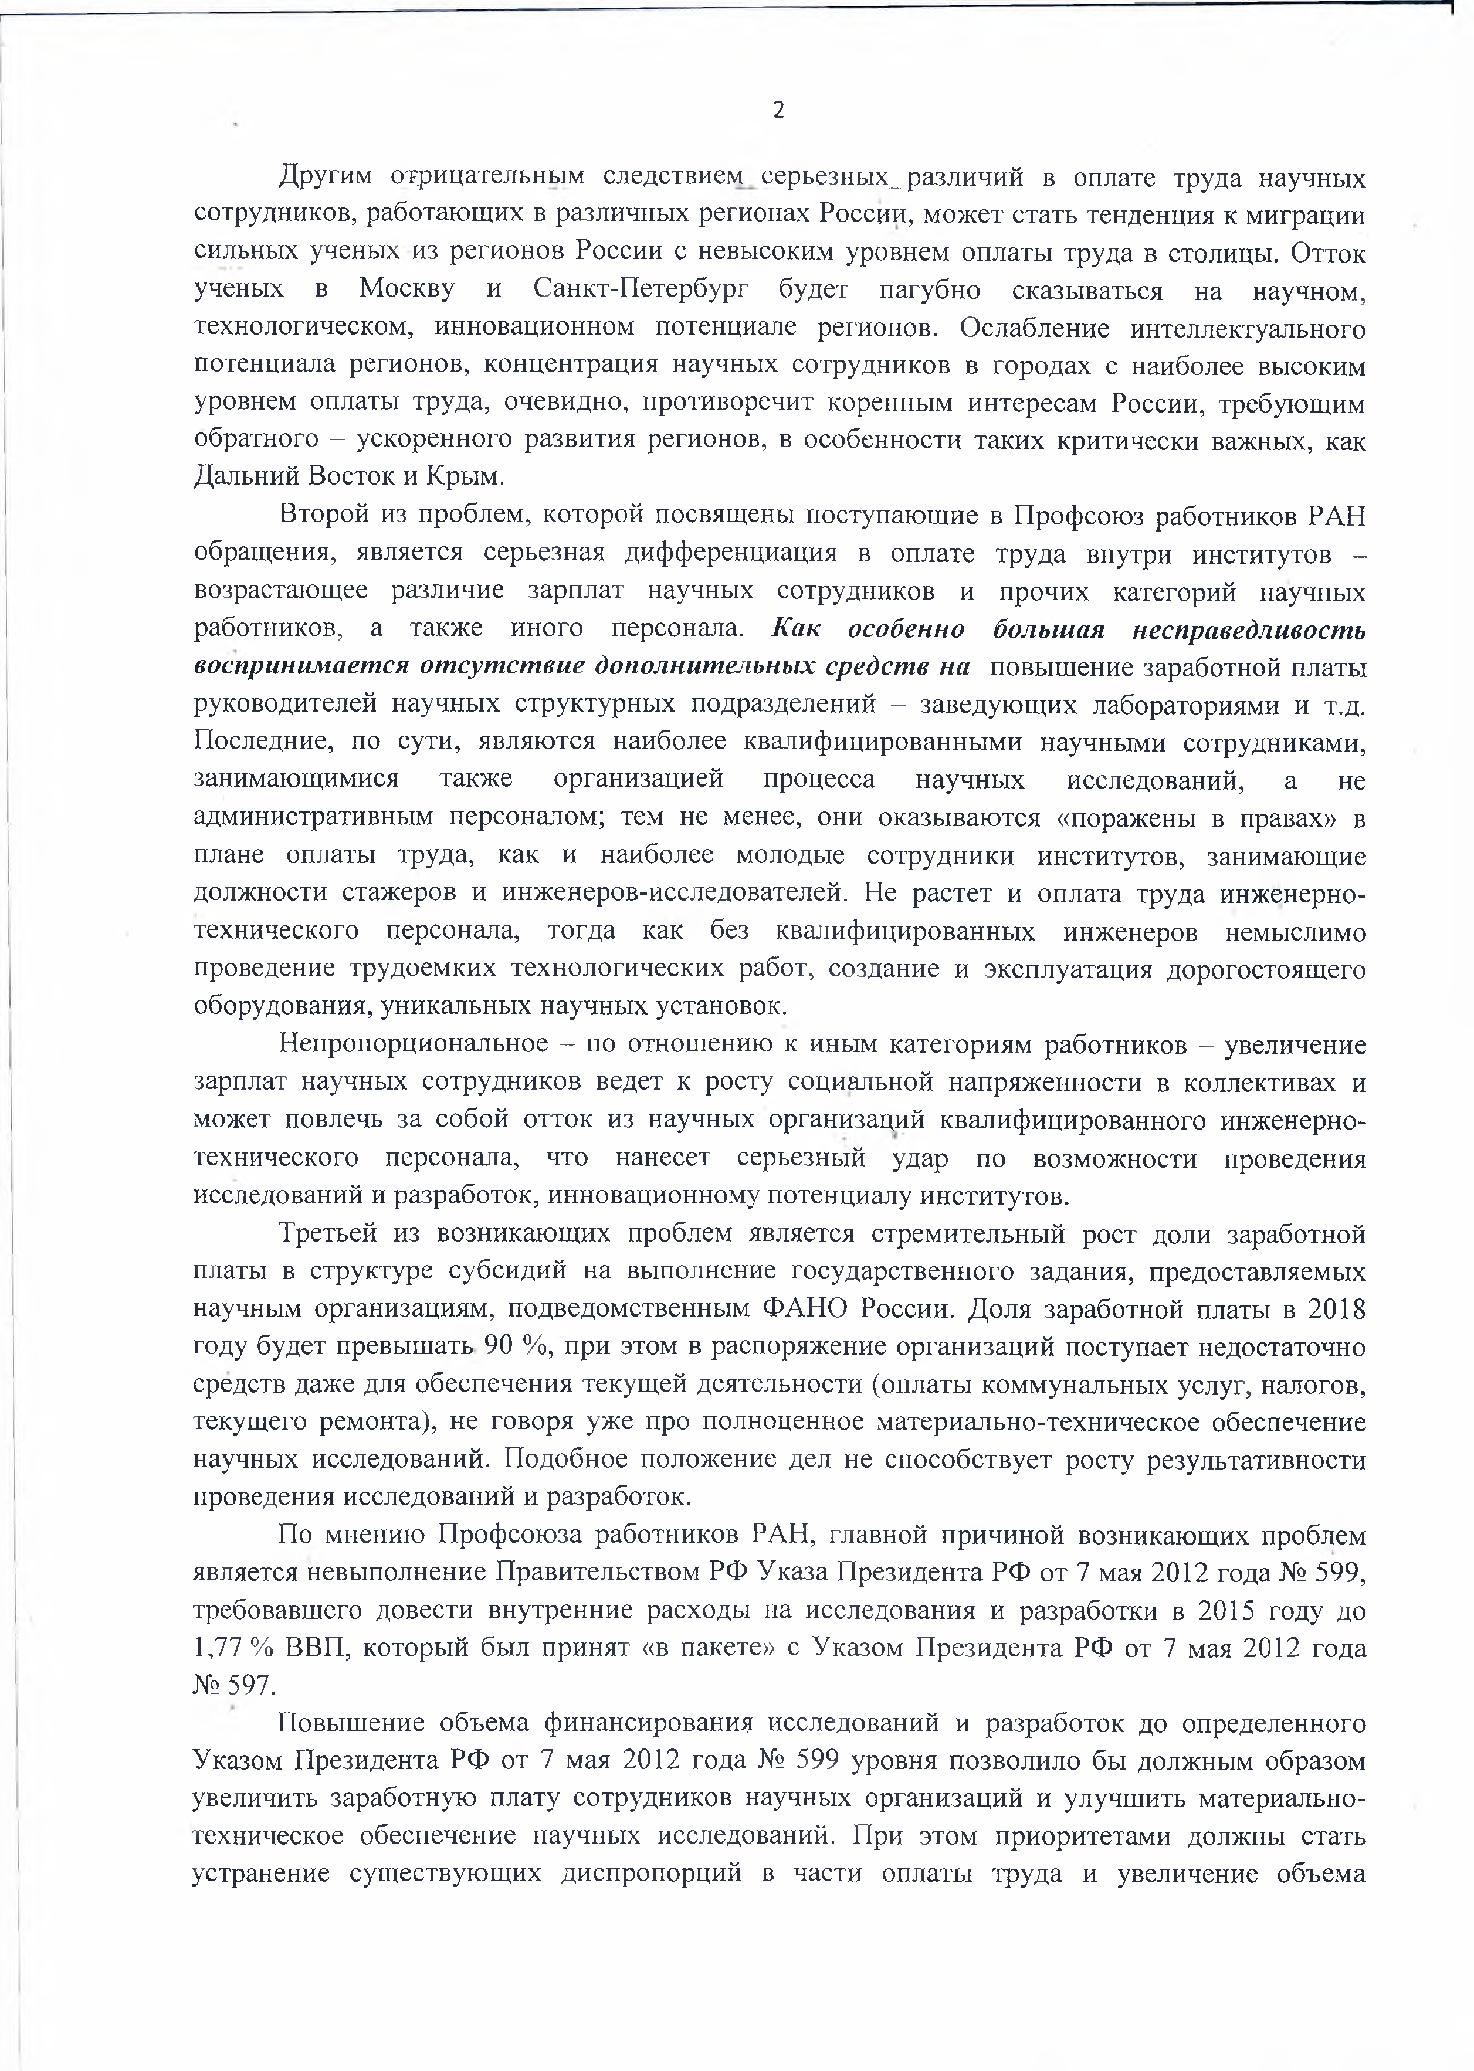 2
Другим отрицательным следствием серьезных различий в оплате труда научных
сотрудников, работающих в различных регионах России, может стать тенденция к миграции
сильных ученых из регионов России с невысоким уровнем оплаты труда в столицы. Отток
ученых в Москву и Санкт-Петербург будет пагубно сказываться на научном,
технологическом, инновационном потенциале регионов. Ослабление интеллектуального
потенциала регионов, концентрация научных сотрудников в городах с наиболее высоким
уровнем оплаты труда, очевидно, противоречит коренным интересам России, требующим
обратного – ускоренного развития регионов, в особенности таких критически важных, как
Дальний Восток и Крым.
Второй из проблем, которой посвящены поступающие в Профсоюз работников РАН
обращения, является серьезная дифференциация в оплате труда внутри институтов –
возрастающее различие зарплат научных сотрудников и прочих категорий научных
работников, а также иного персонала. Как особенно большая несправедливость
воспринимается отсутствие дополнительных средств на повышение заработной платы
руководителей научных структурных подразделений – заведующих лабораториями и т.д.
Последние, по сути, являются наиболее квалифицированными научными сотрудниками,
занимающимися также организацией процесса научных исследований, а не
административным персоналом; тем не менее, они оказываются «поражены в правах» в
плане оплаты труда, как и наиболее молодые сотрудники институтов, занимающие
должности стажеров и инженеров-исследователей. Не растет и оплата труда инженерно-
технического персонала, тогда как без квалифицированных инженеров немыслимо
проведение трудоемких технологических работ, создание и эксплуатация дорогостоящего
оборудования, уникальных научных установок.
Непропорциональное – по отношению к иным категориям работников – увеличение
зарплат научных сотрудников ведет к росту социальной напряженности в коллективах и
может повлечь за собой отток из научных организаций квалифицированного инженерно-
технического персонала, что нанесет серьезный удар по возможности проведения
исследований и разработок, инновационному потенциалу институтов.
Третьей из возникающих проблем является стремительный рост доли заработной
платы в структуре субсидий на выполнение государственного задания, предоставляемых
научным организациям, подведомственным ФАНО России. Доля заработной платы в 2018
году будет превышать 90 %, при этом в распоряжение организаций поступает недостаточно
средств даже для обеспечения текущей деятельности (оплаты коммунальных услуг, налогов,
текущего ремонта), не говоря уже про полноценное материально-техническое обеспечение
научных исследований. Подобное положение дел не способствует росту результативности
проведения исследований и разработок.
По мнению Профсоюза работников РАН, главной причиной возникающих проблем
является невыполнение Правительством РФ Указа Президента РФ от 7 мая 2012 года № 599,
требовавшего довести внутренние расходы на исследования и разработки в 2015 году до
1,77 % ВВП, который был принят «в пакете» с Указом Президента РФ от 7 мая 2012 года
№ 597.
Повышение объема финансирования исследований и разработок до определенного
Указом Президента РФ от 7 мая 2012 года № 599 уровня позволило бы должным образом
увеличить заработную плату сотрудников научных организаций и улучшить материально-
техническое обеспечение научных исследований. При этом приоритетами должны стать
устранение существующих диспропорций в части оплаты труда и увеличение объема